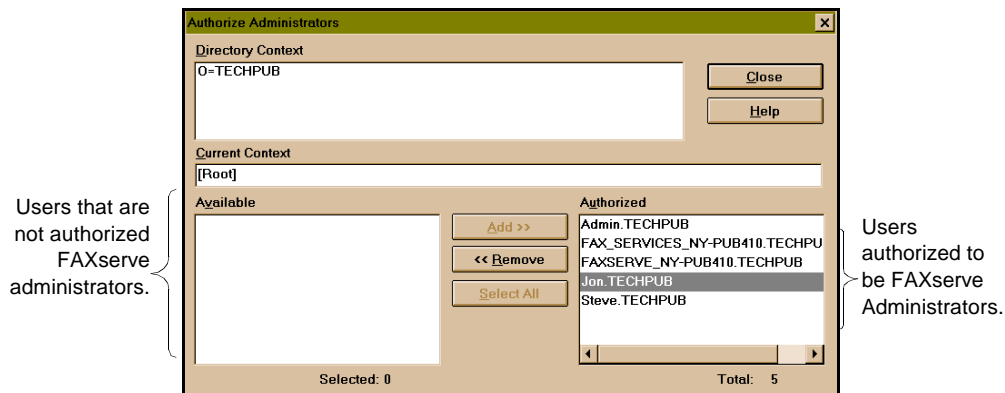 Authorize Administrators
Directory Context
O=TECHPUB
Close
Help
Current Context
[Root]
Available
Authorized
Users that are
not authorized
FAXserve
administrators.
Add >>
<< Remove
Select All
Admin.TECHPUB
FAX_SERVICES_NY-PUB410.TECHPU
FAXSERVE_NY-PUB410.TECHPUB
Jon.TECHPUB
Steve.TECHPUB
Users
authorized to
be FAXserve
Administrators.
Selected: 0
Total: 5